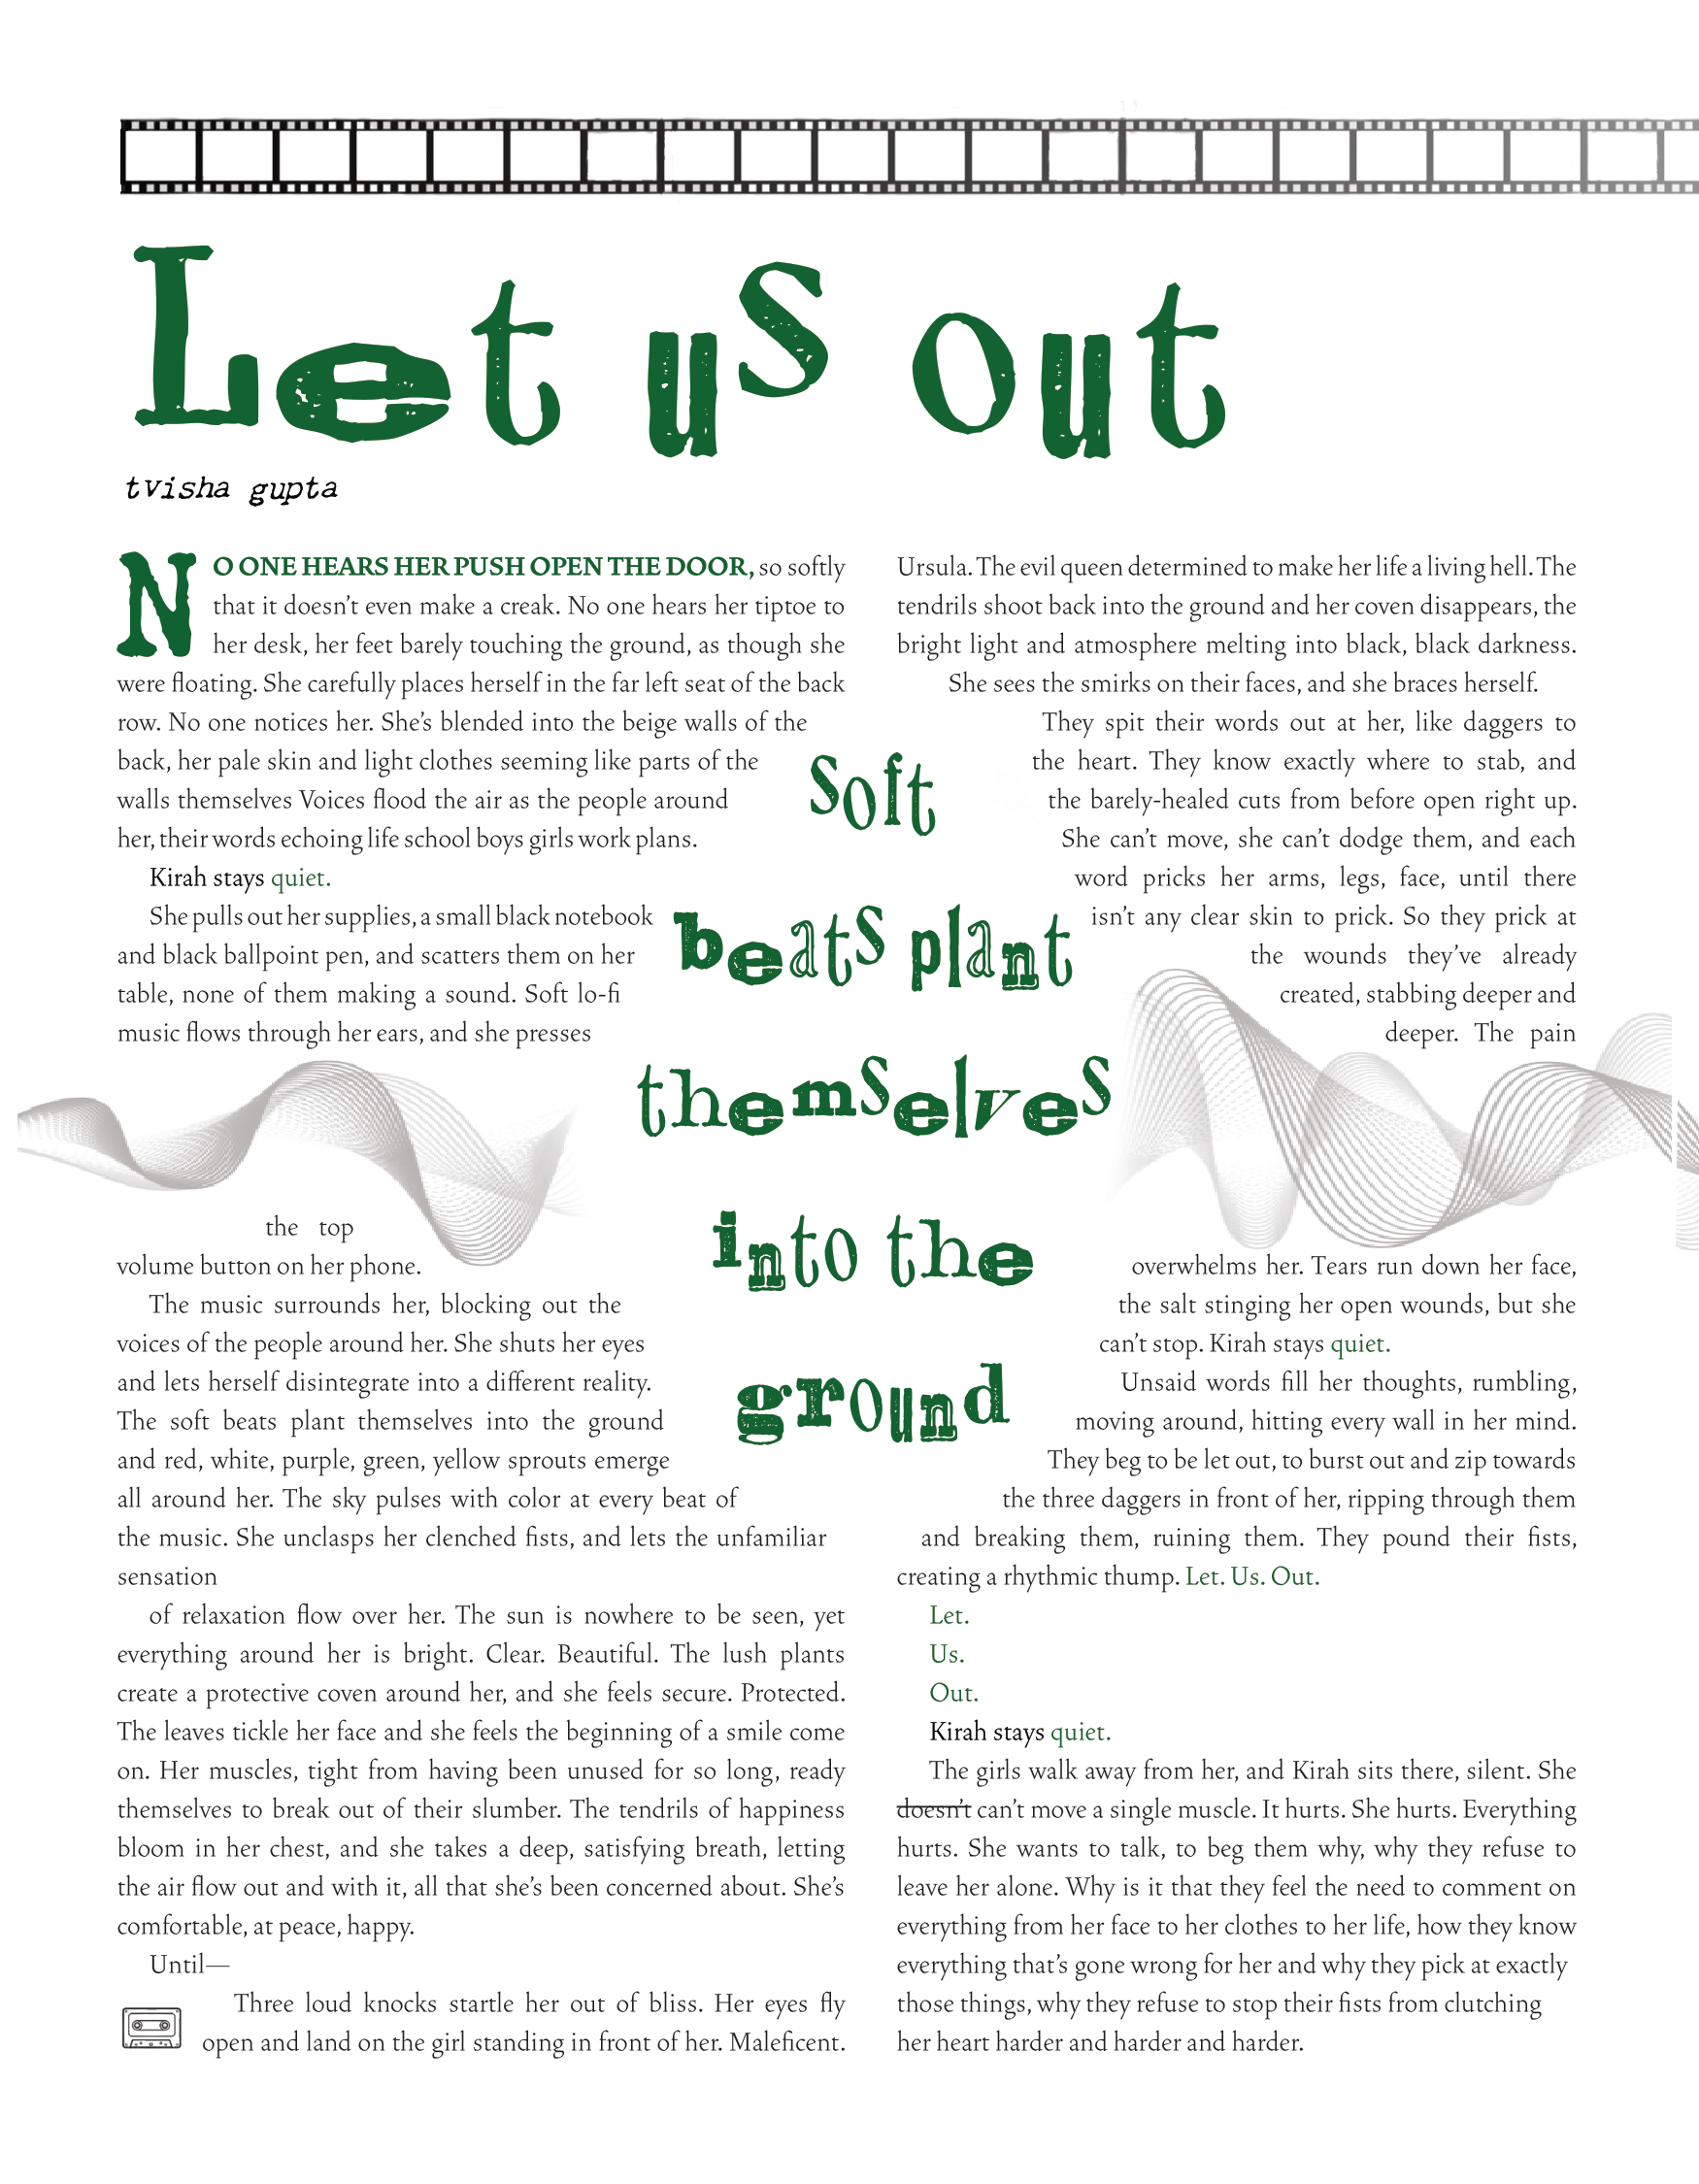 Let us out
tvisha gupta
NO ONE HEARS HER PUSH OPEN THE DOOR, so softly
that it doesn't even make a creak. No one hears her tiptoe to
her desk, her feet barely touching the ground, as though she
were floating. She carefully places herself in the far left seat of the back
row. No one notices her. She's blended into the beige walls of the
back, her pale skin and light clothes seeming like parts of the
walls themselves Voices flood the air as the people around
her, their words echoing life school boys girls work plans.
Kirah stays quiet.
She pulls out her supplies, a small black notebook
and black ballpoint pen, and scatters them on her
table, none of them making a sound. Soft lo-fi
music flows through her ears, and she presses
the top
volume button on her phone.
The music surrounds her, blocking out the
voices of the people around her. She shuts her eyes
and lets herself disintegrate into a different reality.
The soft beats plant themselves into the ground
and red, white, purple, green, yellow sprouts emerge
all around her. The sky pulses with color at every beat of
the music. She unclasps her clenched fists, and lets the unfamiliar
sensation
of relaxation flow over her. The sun is nowhere to be seen, yet
everything around her is bright. Clear. Beautiful. The lush plants
create a protective coven around her, and she feels secure. Protected.
The leaves tickle her face and she feels the beginning of a smile come
on. Her muscles, tight from having been unused for so long, ready
themselves to break out of their slumber. The tendrils of happiness
bloom in her chest, and she takes a deep, satisfying breath, letting
the air flow out and with it, all that she's been concerned about. She's
comfortable, at peace, happy.
Until—
Three loud knocks startle her out of bliss. Her eyes fly
open and land on the girl standing in front of her. Maleficent.
soft
beats plant
themselves
into the
ground
Ursula. The evil queen determined to make her life a living hell. The
tendrils shoot back into the ground and her coven disappears, the
bright light and atmosphere melting into black, black darkness.
She sees the smirks on their faces, and she braces herself.
They spit their words out at her, like daggers to
the heart. They know exactly where to stab, and
the barely-healed cuts from before open right up.
She can't move, she can't dodge them, and each
word pricks her arms, legs, face, until there
isn't any clear skin to prick. So they prick at
the wounds they've already
created, stabbing deeper and
deeper. The pain
overwhelms her. Tears run down her face,
the salt stinging her open wounds, but she
can't stop. Kirah stays quiet.
Unsaid words fill her thoughts, rumbling,
moving around, hitting every wall in her mind.
They beg to be let out, to burst out and zip towards
the three daggers in front of her, ripping through them
and breaking them, ruining them. They pound their fists,
creating a rhythmic thump. Let. Us. Out.
Let.
Us.
Out.
Kirah stays quiet.
The girls walk away from her, and Kirah sits there, silent. She
doesn't can't move a single muscle. It hurts. She hurts. Everything
hurts. She wants to talk, to beg them why, why they refuse to
leave her alone. Why is it that they feel the need to comment on
everything from her face to her clothes to her life, how they know
everything that's gone wrong for her and why they pick at exactly
those things, why they refuse to stop their fists from clutching
her heart harder and harder and harder.